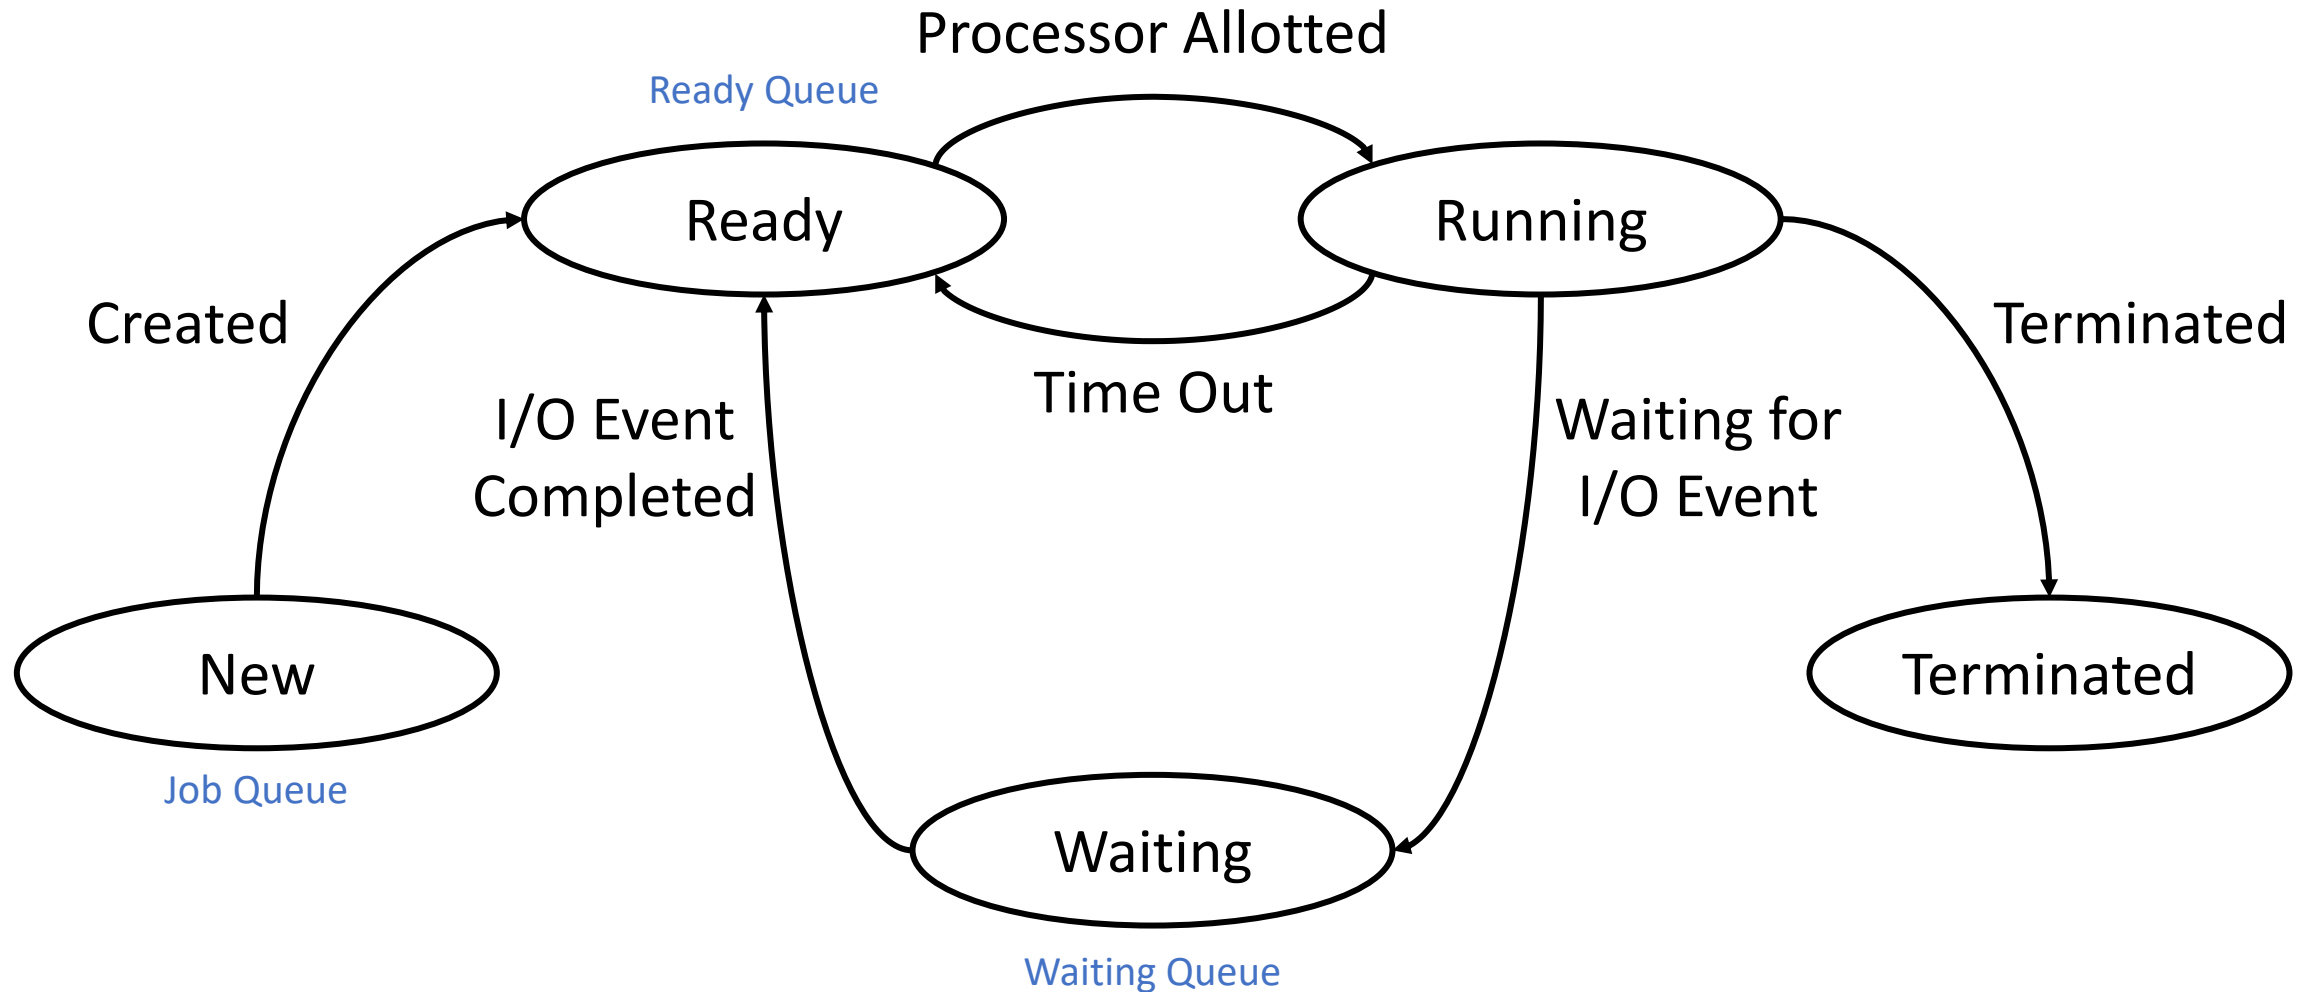 Processor Allotted
Ready Queue
Ready
Running
Created
Terminated
Time Out
I/O Event
Completed
Waiting for
I/O Event
New
Terminated
Job Queue
Waiting
Waiting Queue